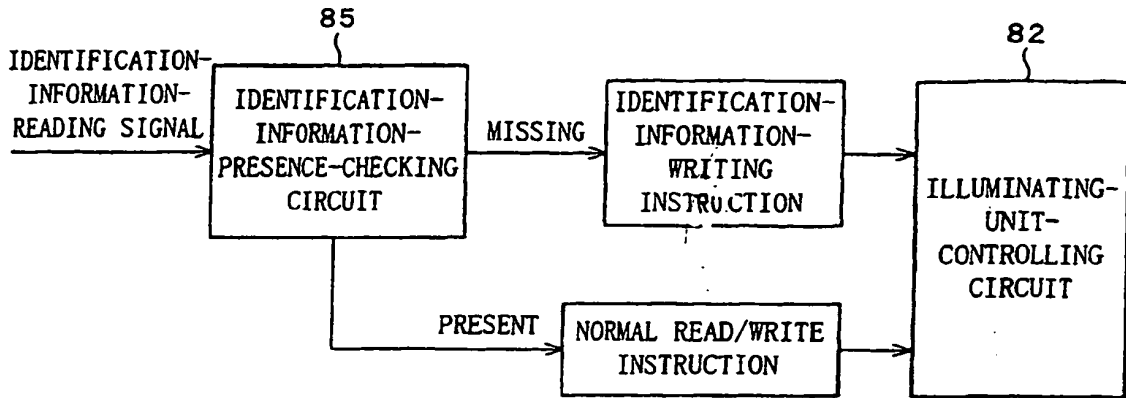 85
82
IDENTIFICATION-
INFORMATION-
READING SIGNAL
IDENTIFICATION-
INFORMATION-
PRESENCE-CHECKING
CIRCUIT
MISSING
IDENTIFICATION-
INFORMATION-
WRITING
INSTRUCTION
ILLUMINATING-
UNIT-
CONTROLLING
CIRCUIT
PRESENT
NORMAL READ/WRITE
INSTRUCTION